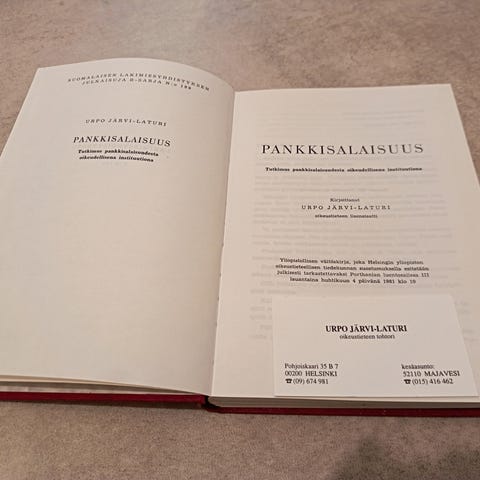 SUOMALAISEN LAKIMIESYHDISTYKSEN
JULKAISUJA B-SARJA N:o 188
URPO JÄRVI-LATURI
PANKKISALAISUUS
Tutkimus pankkisalaisuudesta
oikeudellisena instituutiona
PANKKISALAISUUS
Tutkimus pankkisalaisuudesta oikeudellisena instituutiona
Kirjoittanut
URPO JÄRVI-LATURI
oikeustieteen lisensiaatti
Yliopistollinen väitöskirja, joka Helsingin yliopiston
oikeustieteellisen tiedekunnan suostumuksella esitetään
julkisesti tarkastettavaksi Porthanian luentosalissa III
lauantaina huhtikuun 4 päivänä 1981 klo 10
URPO JÄRVI-LATURI
oikeustieteen tohtori
Pohjoiskaari 35 B 7
00200 HELSINKI
☎ (09) 674 981
kesäasunto:
52110 MAJAVESI
☎ (015) 416 462